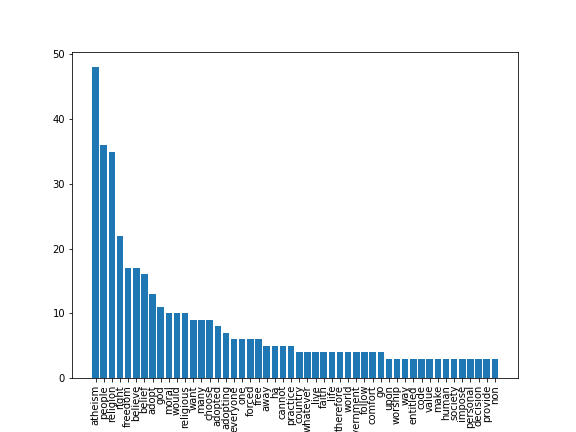 50
40
30
20
10
0
atheism
people
religion
right
freedom
believe
belief
adopt
god
moral
would
religious
want
many
choose
adopted
adopting
everyone
one
forced
free
away
ha
cannot
practice
country
whatever
live
faith
life
therefore
world
vernment
follow
comfort
go
upon
worship
way
entitled
code
value
make
human
society
impose
personal
decision
provide
non